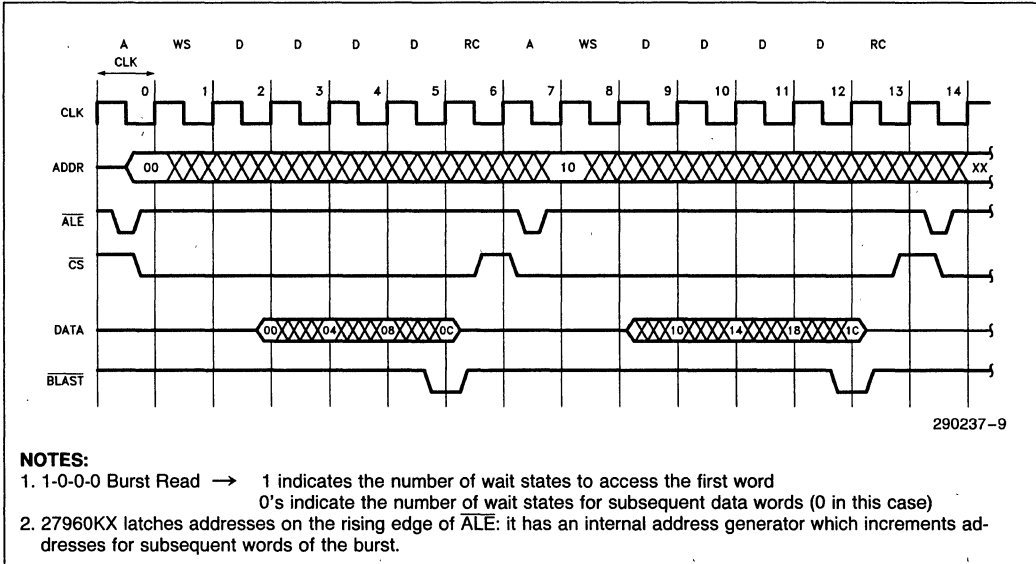 A WS D D D D RC A WS D D D D RC
CLK
0 1 2 3 4 5 6 7 8 9 10 11 12 13 14
CLK
ADDR 00 10 XX
ALE
CS
DATA 00 04 08 0C 10 14 18 1C
BLAST
290237-9
NOTES:
1. 1-0-0-0 Burst Read → 1 indicates the number of wait states to access the first word
0's indicate the number of wait states for subsequent data words (0 in this case)
2. 27960KX latches addresses on the rising edge of ALE: it has an internal address generator which increments ad-
dresses for subsequent words of the burst.